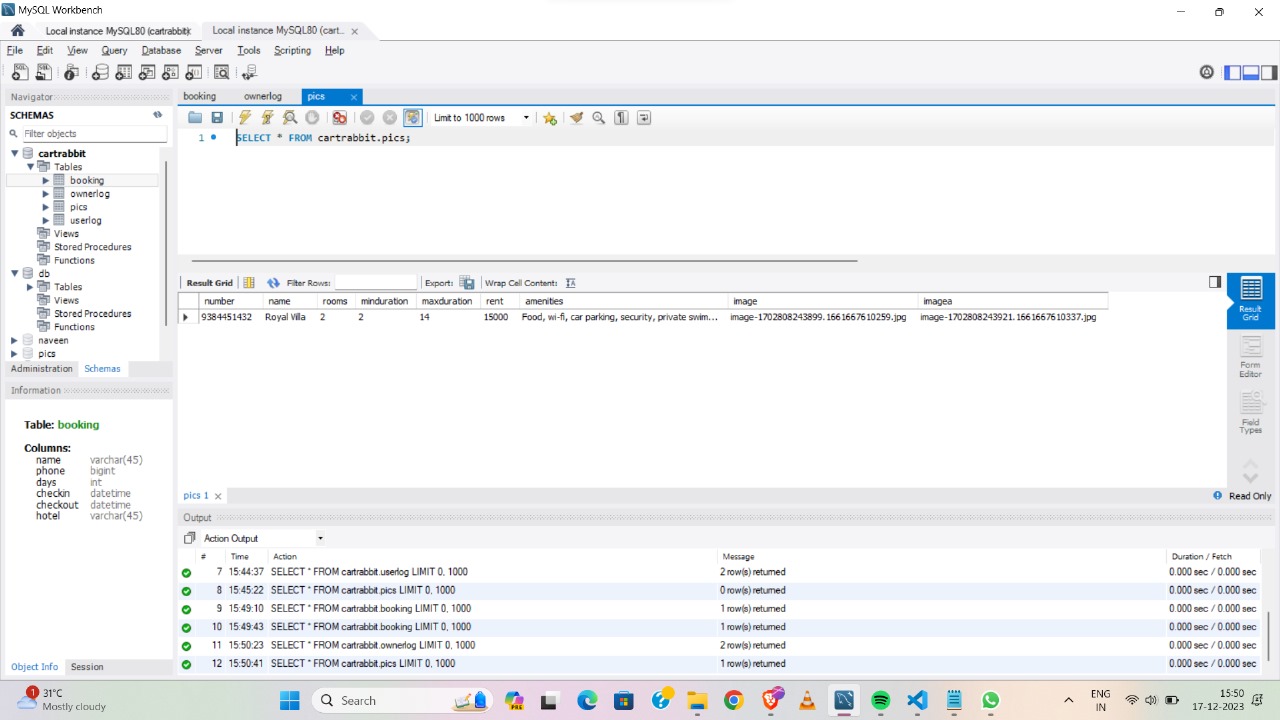 MySQL Workbench
Local instance MySQL80 (cartrabbit)
Local instance MySQL80 (cart...
File Edit View Query Database Server Tools Scripting Help
Navigator
SCHEMAS
Filter objects
cartrabbit
Tables
booking
ownerlog
pics
userlog
Views
Stored Procedures
Functions
db
Tables
Views
Stored Procedures
Functions
naveen
pics
Administration Schemas
Information
Table: booking
Columns:
name varchar(45)
phone bigint
days int
checkin datetime
checkout datetime
hotel varchar(45)
Object Info Session
booking ownerlog pics
Limit to 1000 rows
1 SELECT * FROM cartrabbit.pics;
Result Grid Filter Rows: Export: Wrap Cell Content:
number name rooms minduration maxduration rent amenities image imagea
9384451432 Royal Villa 2 2 14 15000 Food, wi-fi, car parking, security, private swim... image-1702808243899.1661667610259.jpg image-1702808243921.1661667610337.jpg
Result Grid
Form Editor
Field Types
pics 1
Read Only
Output
Action Output
# Time Action Message Duration / Fetch
7 15:44:37 SELECT * FROM cartrabbit.userlog LIMIT 0, 1000 2 row(s) returned 0.000 sec / 0.000 sec
8 15:45:22 SELECT * FROM cartrabbit.pics LIMIT 0, 1000 0 row(s) returned 0.000 sec / 0.000 sec
9 15:49:10 SELECT * FROM cartrabbit.booking LIMIT 0, 1000 1 row(s) returned 0.000 sec / 0.000 sec
10 15:49:43 SELECT * FROM cartrabbit.booking LIMIT 0, 1000 1 row(s) returned 0.000 sec / 0.000 sec
11 15:50:23 SELECT * FROM cartrabbit.ownerlog LIMIT 0, 1000 2 row(s) returned 0.000 sec / 0.000 sec
12 15:50:41 SELECT * FROM cartrabbit.pics LIMIT 0, 1000 1 row(s) returned 0.000 sec / 0.000 sec
1
31°C
Mostly cloudy
Search
PRE
ENG
IN
15:50
17-12-2023